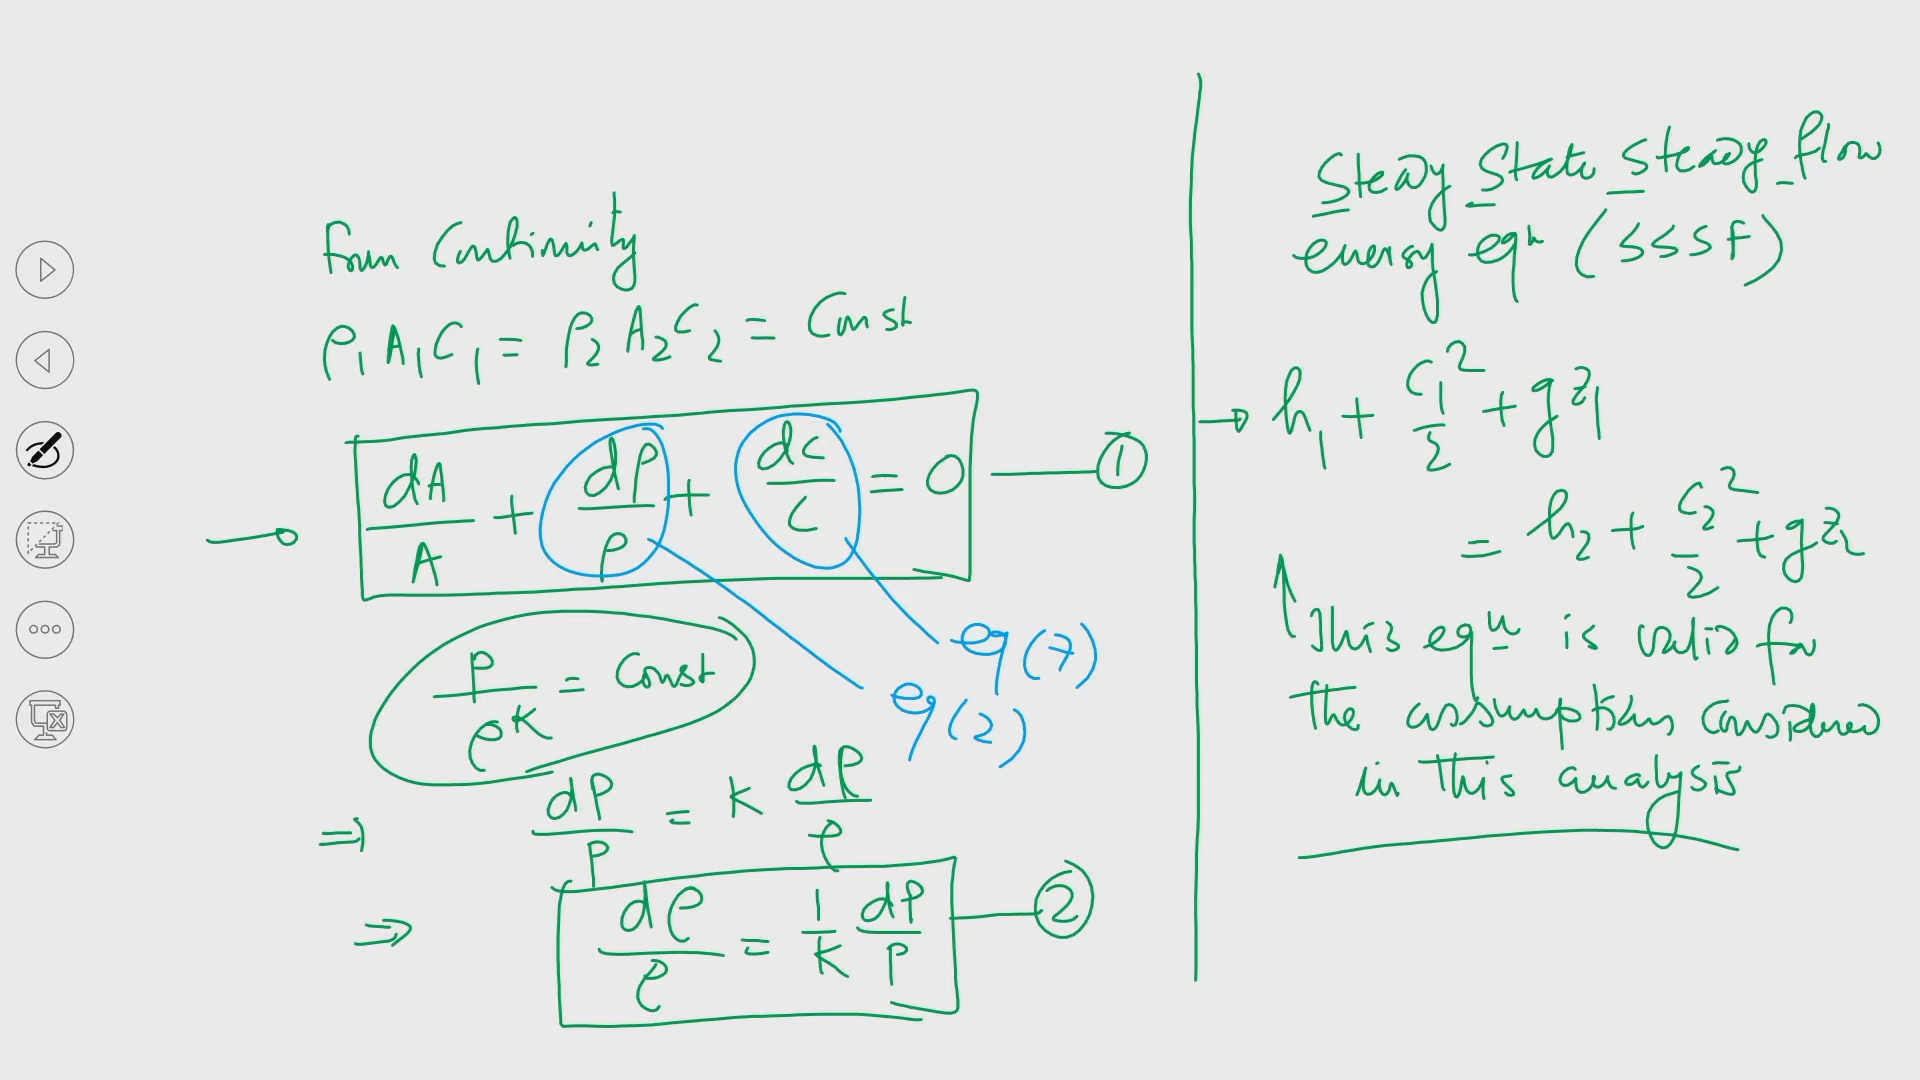 from Continuity
ρ₁A₁C₁ = ρ₂A₂C₂ = Const
dA/A + dρ/ρ + dc/c = 0 — ①
eq (7)
P/ρᴷ = Const
eq (2)
⇒ dP/P = K dρ/ρ
⇒ dρ/ρ = 1/K dP/P — ②
Steady State Steady flow
energy eqⁿ (SSSF)
→ h₁ + C₁²/2 + gz₁
= h₂ + C₂²/2 + gz₂
This eqⁿ is valid for
the assumptions considered
in this analysis